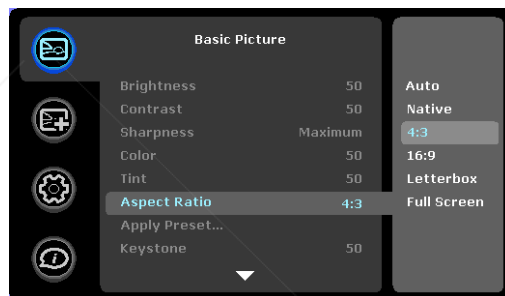 Basic Picture
Brightness 50
Contrast 50
Sharpness Maximum
Color 50
Tint 50
Aspect Ratio 4:3
Apply Preset...
Keystone 50
Auto
Native
4:3
16:9
Letterbox
Full Screen